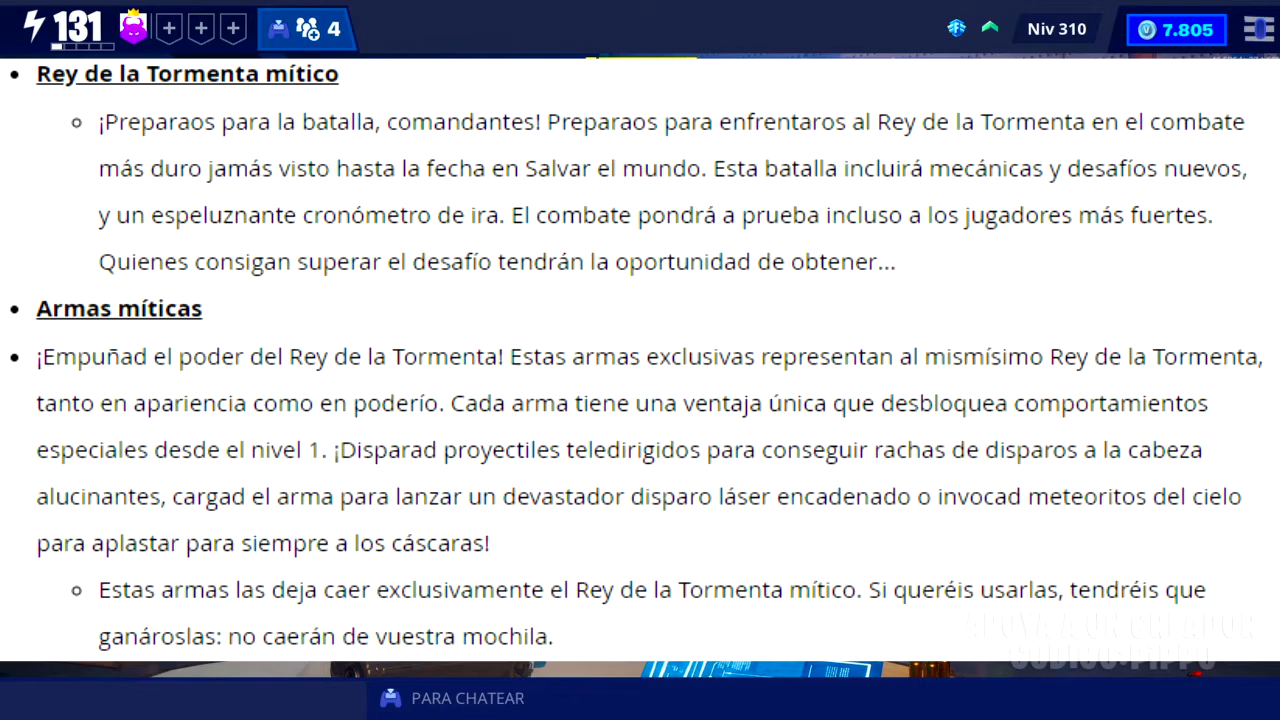 131
4
Niv 310
7.805
Rey de la Tormenta mítico
¡Preparaos para la batalla, comandantes! Preparaos para enfrentaros al Rey de la Tormenta en el combate
más duro jamás visto hasta la fecha en Salvar el mundo. Esta batalla incluirá mecánicas y desafíos nuevos,
y un espeluznante cronómetro de ira. El combate pondrá a prueba incluso a los jugadores más fuertes.
Quienes consigan superar el desafío tendrán la oportunidad de obtener...
Armas míticas
¡Empuñad el poder del Rey de la Tormenta! Estas armas exclusivas representan al mismísimo Rey de la Tormenta,
tanto en apariencia como en poderío. Cada arma tiene una ventaja única que desbloquea comportamientos
especiales desde el nivel 1. ¡Disparad proyectiles teledirigidos para conseguir rachas de disparos a la cabeza
alucinantes, cargad el arma para lanzar un devastador disparo láser encadenado o invocad meteoritos del cielo
para aplastar para siempre a los cáscaras!
Estas armas las deja caer exclusivamente el Rey de la Tormenta mítico. Si queréis usarlas, tendréis que
ganároslas: no caerán de vuestra mochila.
APOYA A UN CREADOR
CODIGO:PIPPO
PARA CHATEAR